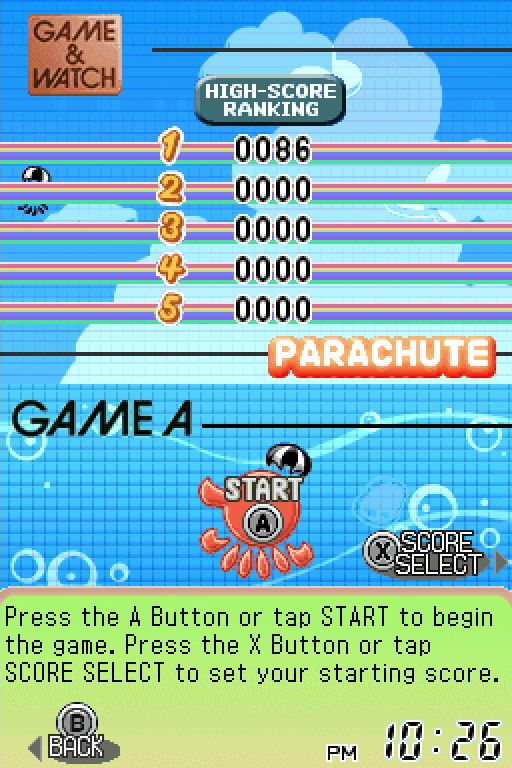 GAME
&
WATCH
HIGH-SCORE
RANKING
1 0086
2 0000
3 0000
4 0000
5 0000
PARACHUTE
GAME A
START
A
X SCORE
SELECT
Press the A Button or tap START to begin
the game. Press the X Button or tap
SCORE SELECT to set your starting score.
B
BACK
PM 10:26